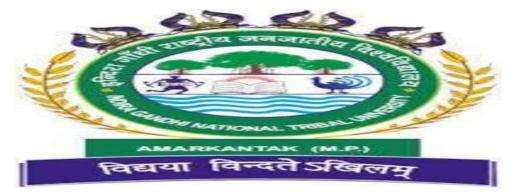 इन्दिरा गाँधी राष्ट्रीय जनजातीय विश्वविद्यालय
INDIRA GANDHI NATIONAL TRIBAL UNIVERSITY
AMARKANTAK (M.P.)
विद्यया विन्दतेऽखिलम्